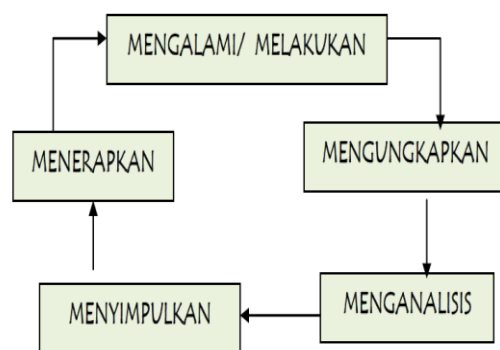 MENGALAMI/ MELAKUKAN
MENGUNGKAPKAN
MENGANALISIS
MENYIMPULKAN
MENERAPKAN